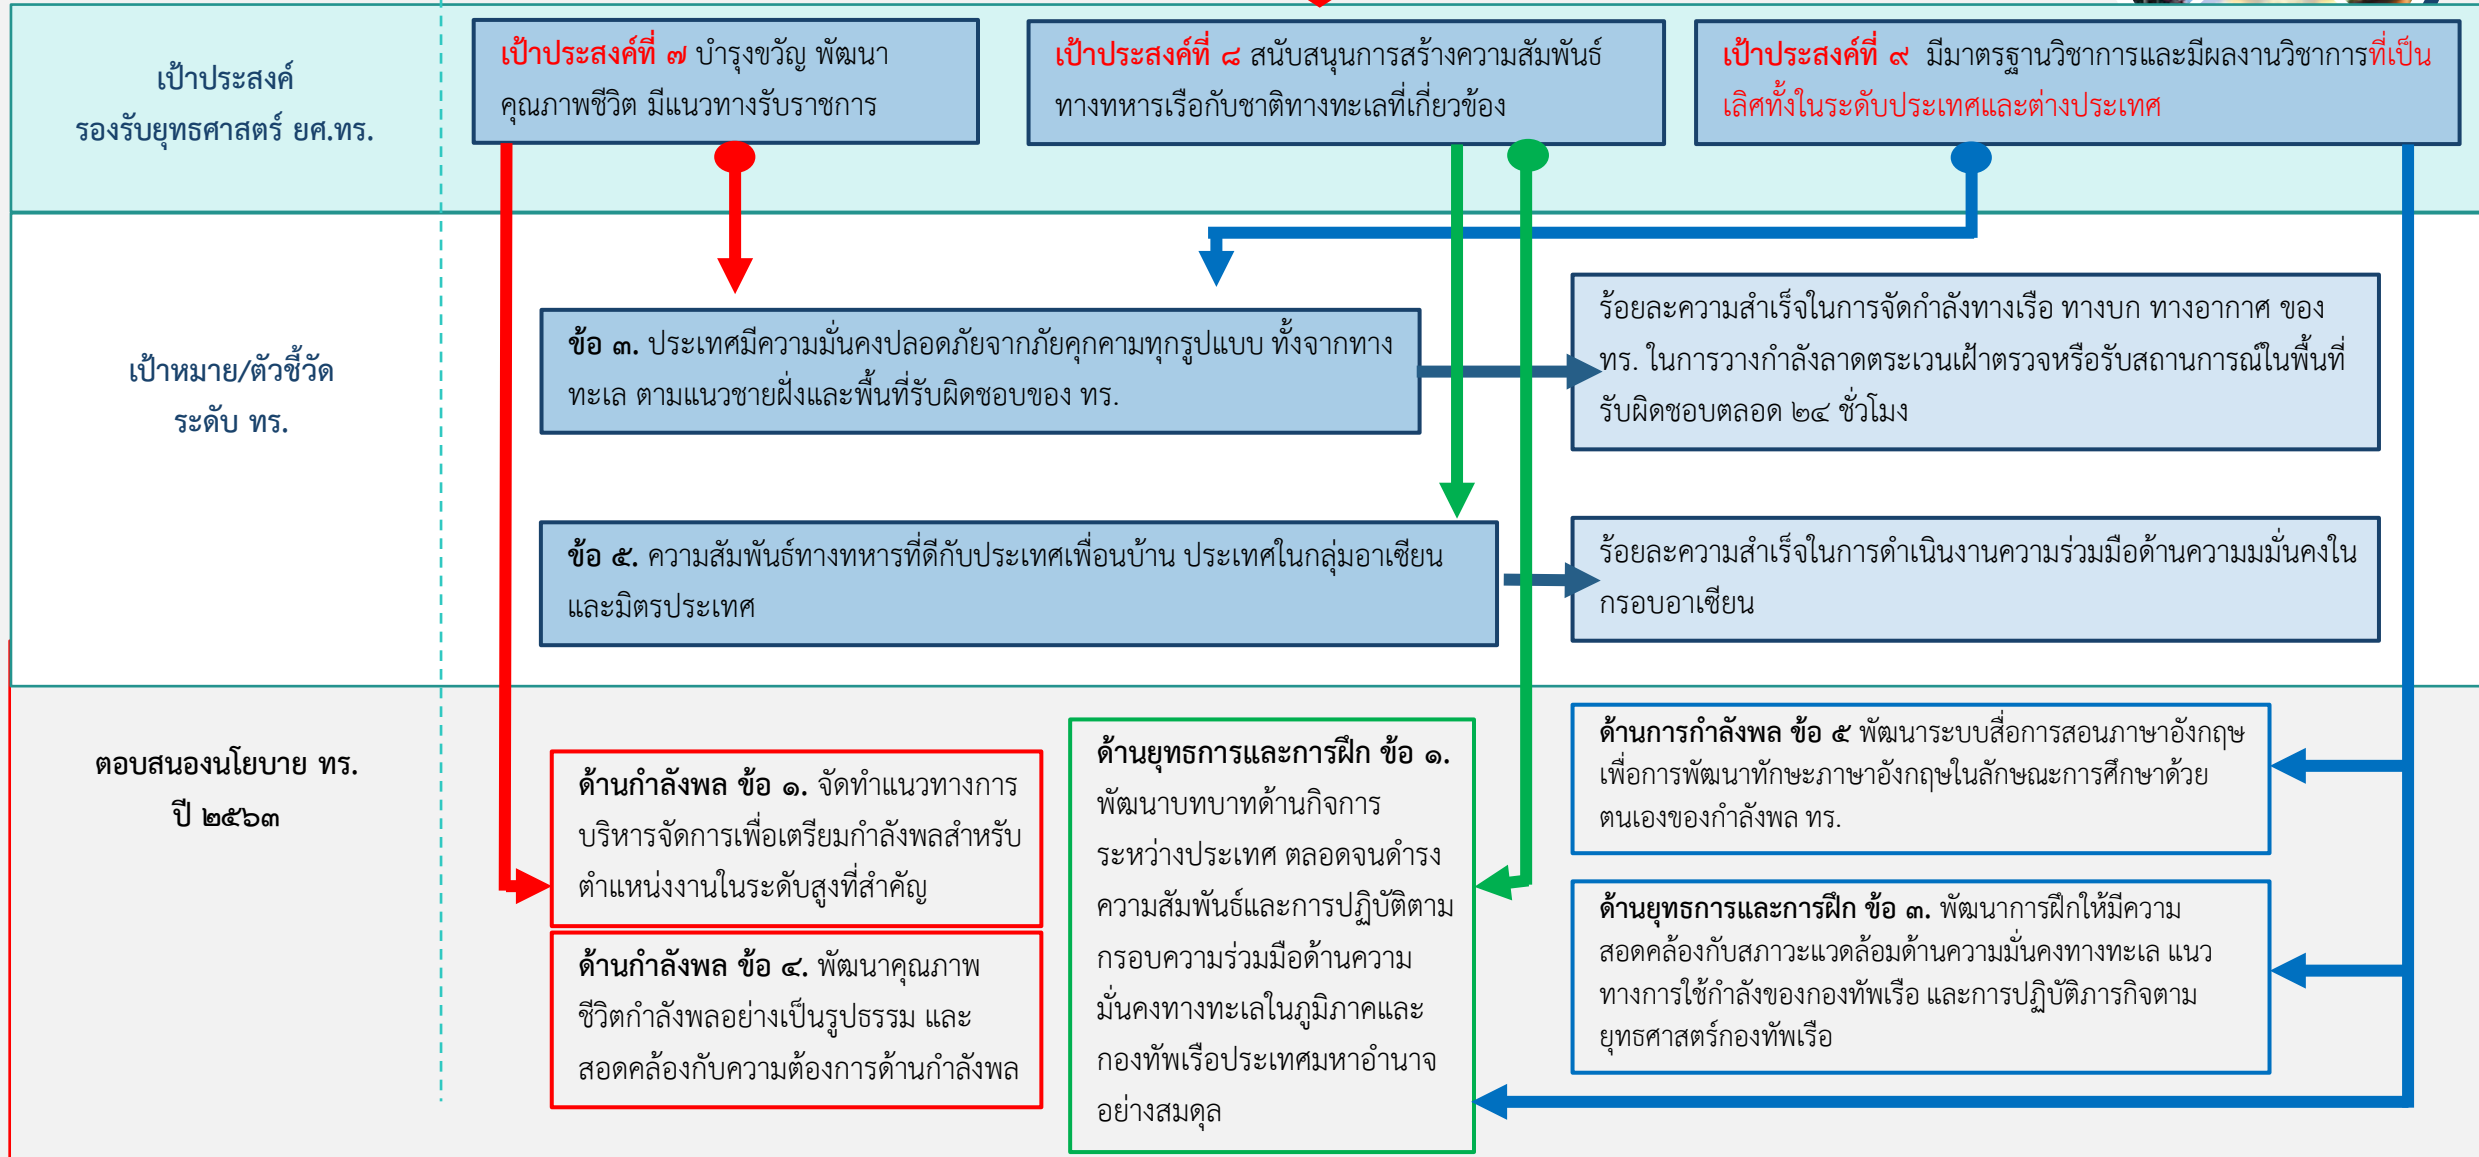 เป้าประสงค์
รองรับยุทธศาสตร์ ยศ.ทร.
เป้าประสงค์ที่ ๗ บำรุงขวัญ พัฒนา
คุณภาพชีวิต มีแนวทางรับราชการ
เป้าประสงค์ที่ ๘ สนับสนุนการสร้างความสัมพันธ์
ทางทหารเรือกับชาติทางทะเลที่เกี่ยวข้อง
เป้าประสงค์ที่ ๙ มีมาตรฐานวิชาการและมีผลงานวิชาการที่เป็น
เลิศทั้งในระดับประเทศและต่างประเทศ
เป้าหมาย/ตัวชี้วัด
ระดับ ทร.
ข้อ ๓. ประเทศมีความมั่นคงปลอดภัยจากภัยคุกคามทุกรูปแบบ ทั้งจากทาง
ทะเล ตามแนวชายฝั่งและพื้นที่รับผิดชอบของ ทร.
ร้อยละความสำเร็จในการจัดกำลังทางเรือ ทางบก ทางอากาศ ของ
ทร. ในการวางกำลังลาดตระเวนเฝ้าตรวจหรือรับสถานการณ์ในพื้นที่
รับผิดชอบตลอด ๒๔ ชั่วโมง
ข้อ ๕. ความสัมพันธ์ทางทหารที่ดีกับประเทศเพื่อนบ้าน ประเทศในกลุ่มอาเซียน
และมิตรประเทศ
ร้อยละความสำเร็จในการดำเนินงานความร่วมมือด้านความมมั่นคงใน
กรอบอาเซียน
ตอบสนองนโยบาย ทร.
ปี ๒๕๖๓
ด้านกำลังพล ข้อ ๑. จัดทำแนวทางการ
บริหารจัดการเพื่อเตรียมกำลังพลสำหรับ
ตำแหน่งงานในระดับสูงที่สำคัญ
ด้านกำลังพล ข้อ ๔. พัฒนาคุณภาพ
ชีวิตกำลังพลอย่างเป็นรูปธรรม และ
สอดคล้องกับความต้องการด้านกำลังพล
ด้านยุทธการและการฝึก ข้อ ๑.
พัฒนาบทบาทด้านกิจการ
ระหว่างประเทศ ตลอดจนดำรง
ความสัมพันธ์และการปฏิบัติตาม
กรอบความร่วมมือด้านความ
มั่นคงทางทะเลในภูมิภาคและ
กองทัพเรือประเทศมหาอำนาจ
อย่างสมดุล
ด้านการกำลังพล ข้อ ๕ พัฒนาระบบสื่อการสอนภาษาอังกฤษ
เพื่อการพัฒนาทักษะภาษาอังกฤษในลักษณะการศึกษาด้วย
ตนเองของกำลังพล ทร.
ด้านยุทธการและการฝึก ข้อ ๓. พัฒนาการฝึกให้มีความ
สอดคล้องกับสภาวะแวดล้อมด้านความมั่นคงทางทะเล แนว
ทางการใช้กำลังของกองทัพเรือ และการปฏิบัติภารกิจตาม
ยุทธศาสตร์กองทัพเรือ